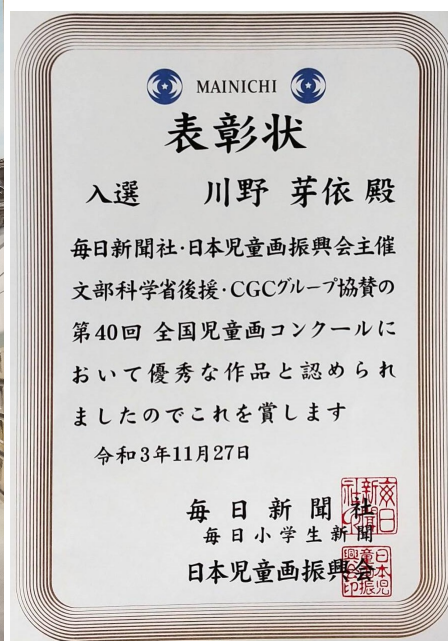 MAINICHI
表彰状
入選 川野 芽依 殿
毎日新聞社・日本児童画振興会主催
文部科学省後援・CGCグループ協賛の
第40回 全国児童画コンクールに
おいて優秀な作品と認められ
ましたのでこれを賞します
令和3年11月27日
毎日新聞社
毎日小学生新聞
日本児童画振興会